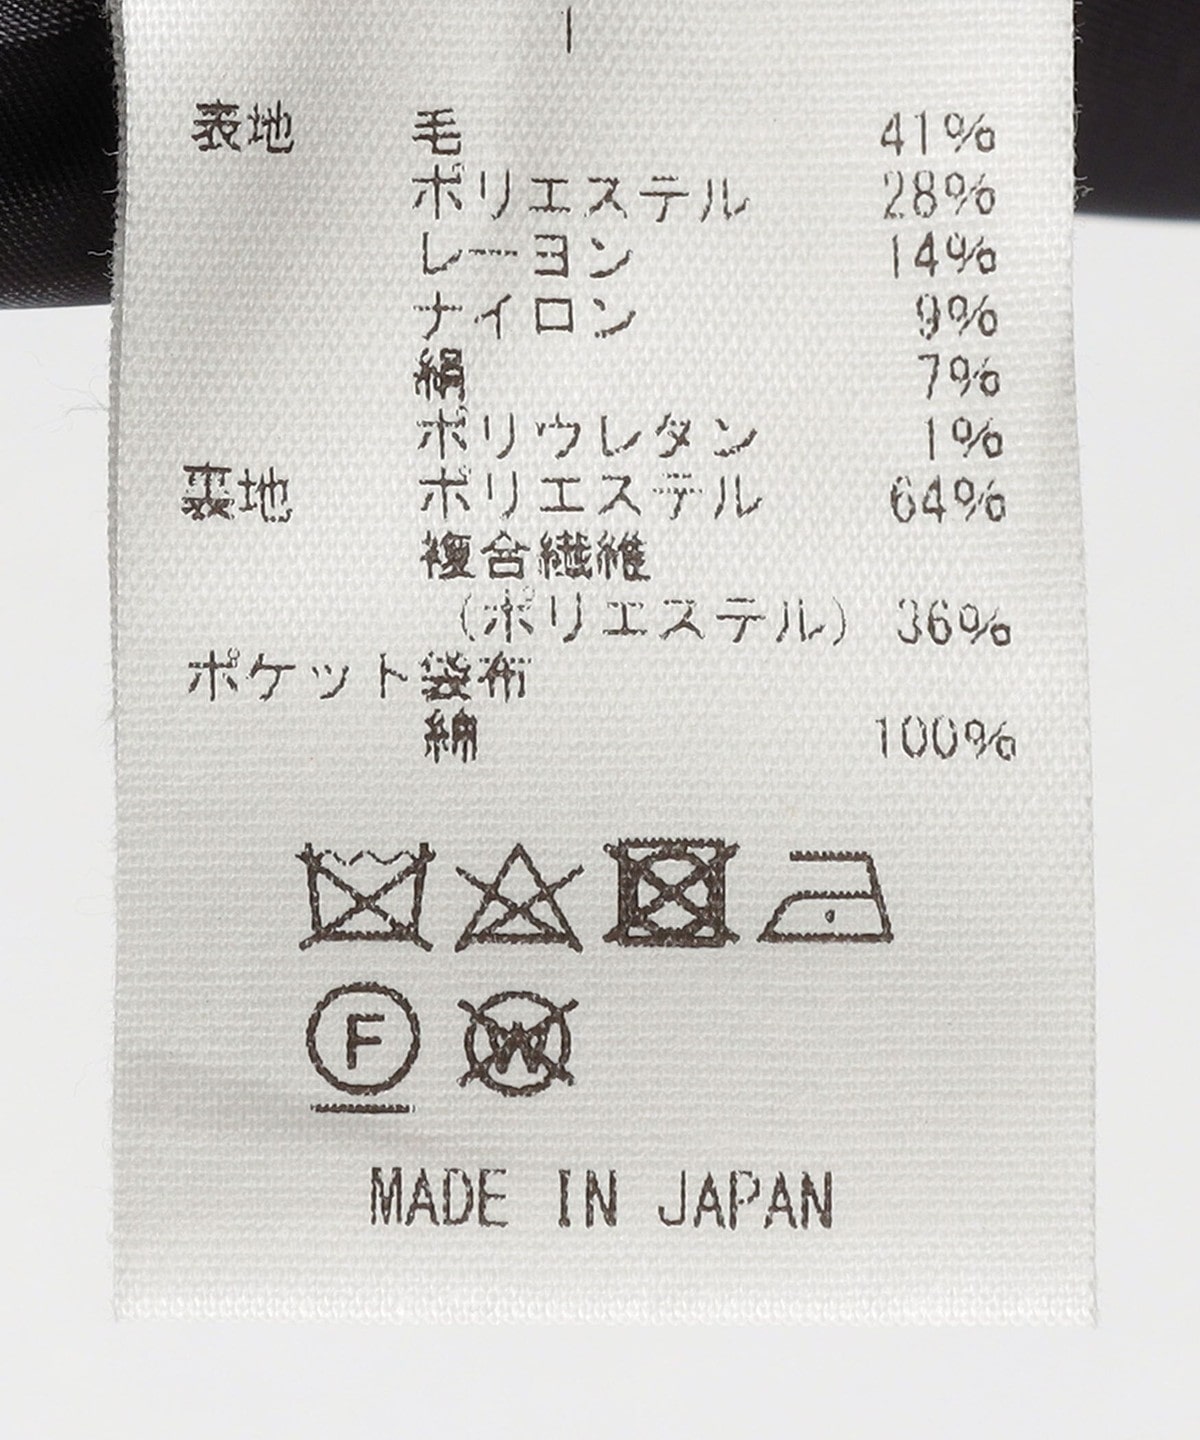 表地 毛 41%
ポリエステル 28%
レーヨン 14%
ナイロン 9%
絹 7%
ポリウレタン 1%
裏地 ポリエステル 64%
複合繊維
(ポリエステル) 36%
ポケット袋布
綿 100%
F W
MADE IN JAPAN